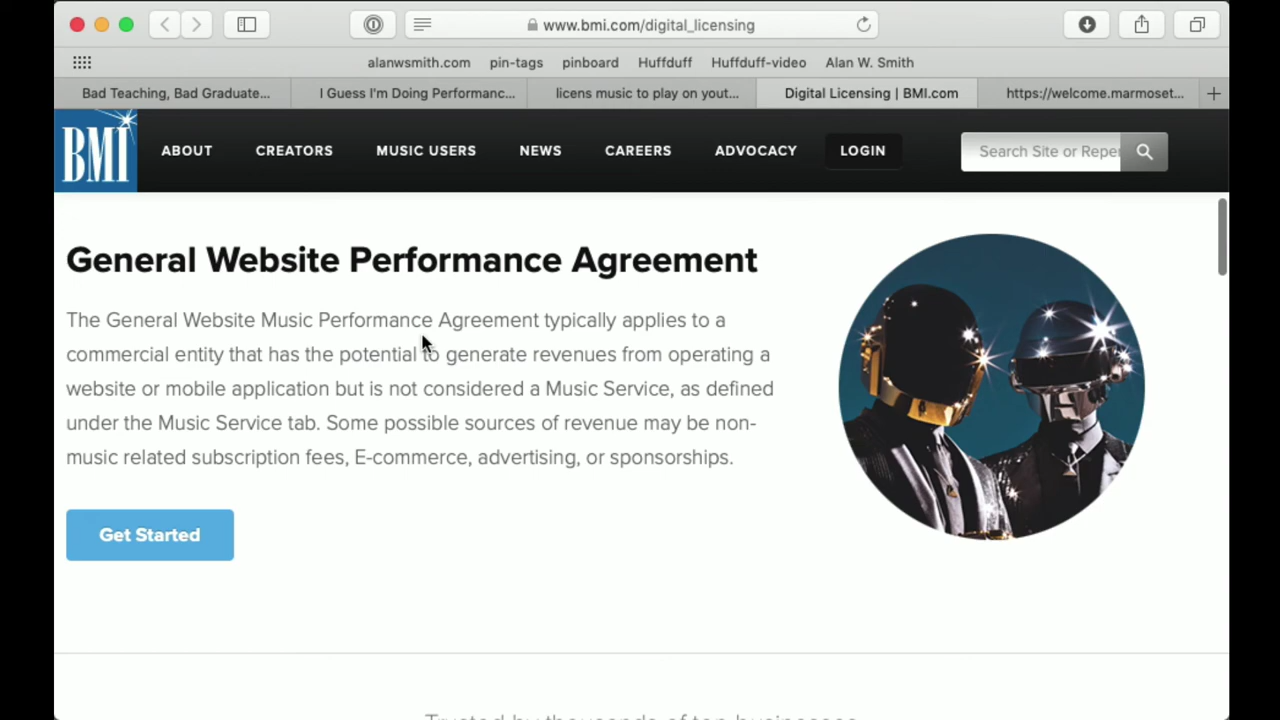 www.bmi.com/digital_licensing
alanwsmith.com pin-tags pinboard Huffduff Huffduff-video Alan W. Smith
Bad Teaching, Bad Graduate... I Guess I'm Doing Performanc... licens music to play on yout... Digital Licensing | BMI.com https://welcome.marmoset...
BMI ABOUT CREATORS MUSIC USERS NEWS CAREERS ADVOCACY LOGIN Search Site or Reper
General Website Performance Agreement
The General Website Music Performance Agreement typically applies to a
commercial entity that has the potential to generate revenues from operating a
website or mobile application but is not considered a Music Service, as defined
under the Music Service tab. Some possible sources of revenue may be non-
music related subscription fees, E-commerce, advertising, or sponsorships.
Get Started
Trusted by thousands of top businesses